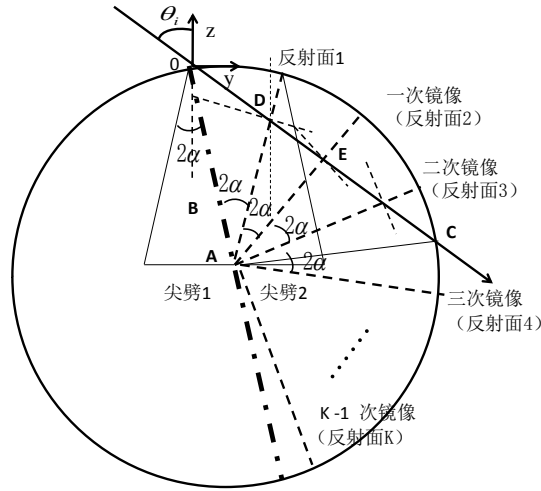 θi
z
0
y
反射面1
D
一次镜像
(反射面2)
E
2α
2α
2α
B
二次镜像
(反射面3)
2α
C
A
2α
尖劈1
尖劈2
三次镜像
(反射面4)
K-1 次镜像
(反射面K)